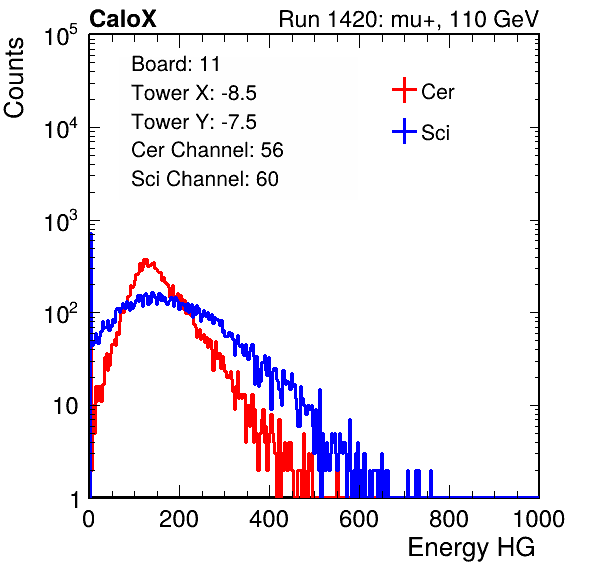 CaloX Run 1420: mu+, 110 GeV
Counts
10^5
10^4
10^3
10^2
10
1
Board: 11
Tower X: -8.5
Tower Y: -7.5
Cer Channel: 56
Sci Channel: 60
Cer
Sci
0 200 400 600 800 1000
Energy HG